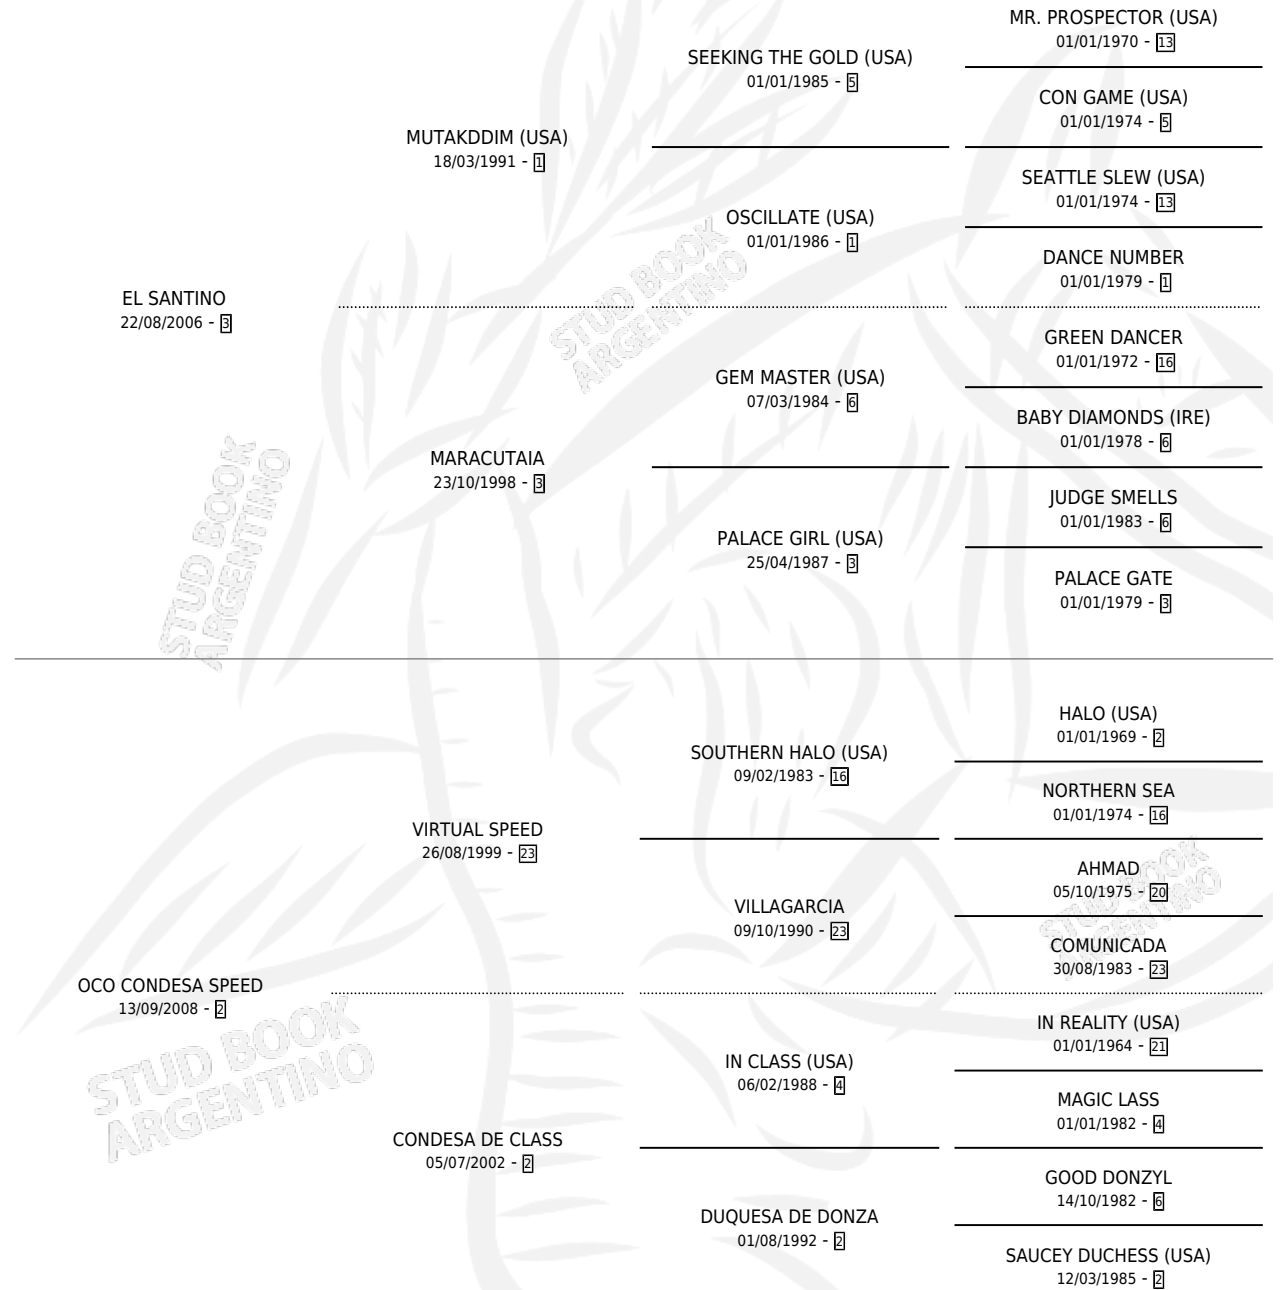 MR. PROSPECTOR (USA)
01/01/1970 - 13
SEEKING THE GOLD (USA)
01/01/1985 - 5
CON GAME (USA)
01/01/1974 - 5
MUTAKDDIM (USA)
18/03/1991 - 1
SEATTLE SLEW (USA)
01/01/1974 - 13
OSCILLATE (USA)
01/01/1986 - 1
DANCE NUMBER
01/01/1979 - 1
EL SANTINO
22/08/2006 - 3
STUD BOOK
ARGENTINO
GREEN DANCER
01/01/1972 - 16
GEM MASTER (USA)
07/03/1984 - 6
BABY DIAMONDS (IRE)
01/01/1978 - 6
MARACUTAIA
23/10/1998 - 3
JUDGE SMELLS
01/01/1983 - 6
PALACE GIRL (USA)
25/04/1987 - 3
PALACE GATE
01/01/1979 - 3
STUD BOOK
ARGENTINO
HALO (USA)
01/01/1969 - 2
SOUTHERN HALO (USA)
09/02/1983 - 16
NORTHERN SEA
01/01/1974 - 16
VIRTUAL SPEED
26/08/1999 - 23
AHMAD
05/10/1975 - 20
VILLAGARCIA
09/10/1990 - 23
STUD BOOK
ARGENTINO
COMUNICADA
30/08/1983 - 23
OCO CONDESA SPEED
13/09/2008 - 2
STUD BOOK
ARGENTINO
IN REALITY (USA)
01/01/1964 - 21
IN CLASS (USA)
06/02/1988 - 4
MAGIC LASS
01/01/1982 - 4
CONDESA DE CLASS
05/07/2002 - 2
GOOD DONZYL
14/10/1982 - 6
DUQUESA DE DONZA
01/08/1992 - 2
SAUCEY DUCHESS (USA)
12/03/1985 - 2